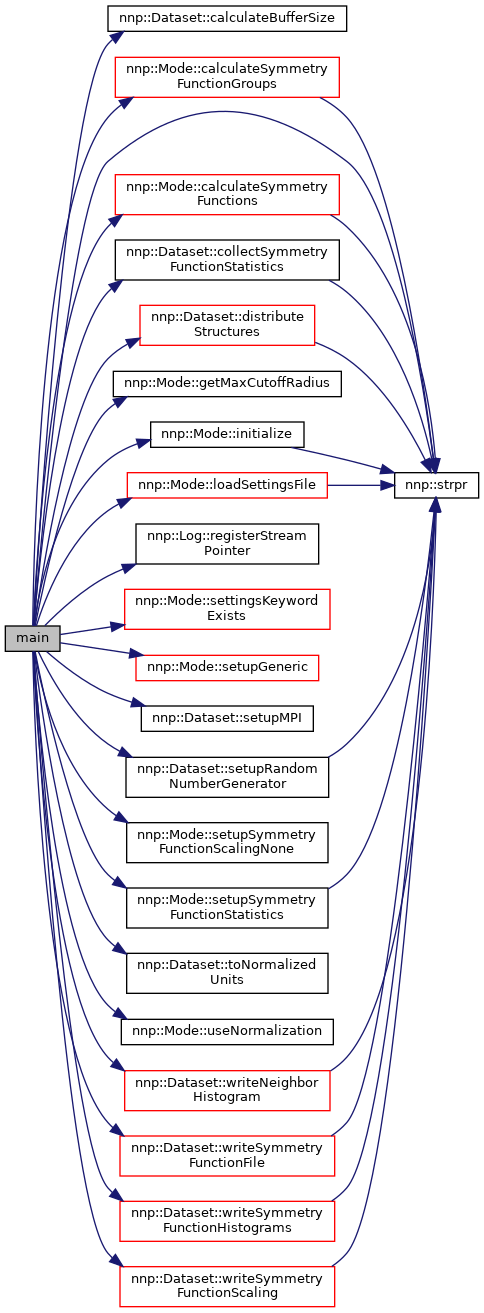 nnp::Dataset::calculateBufferSize
nnp::Mode::calculateSymmetry
FunctionGroups
nnp::Mode::calculateSymmetry
Functions
nnp::Dataset::collectSymmetry
FunctionStatistics
nnp::Dataset::distribute
Structures
nnp::Mode::getMaxCutoffRadius
nnp::Mode::initialize
nnp::Mode::loadSettingsFile
nnp::strpr
nnp::Log::registerStream
Pointer
nnp::Mode::settingsKeyword
Exists
main
nnp::Mode::setupGeneric
nnp::Dataset::setupMPI
nnp::Dataset::setupRandom
NumberGenerator
nnp::Mode::setupSymmetry
FunctionScalingNone
nnp::Mode::setupSymmetry
FunctionStatistics
nnp::Dataset::toNormalized
Units
nnp::Mode::useNormalization
nnp::Dataset::writeNeighbor
Histogram
nnp::Dataset::writeSymmetry
FunctionFile
nnp::Dataset::writeSymmetry
FunctionHistograms
nnp::Dataset::writeSymmetry
FunctionScaling